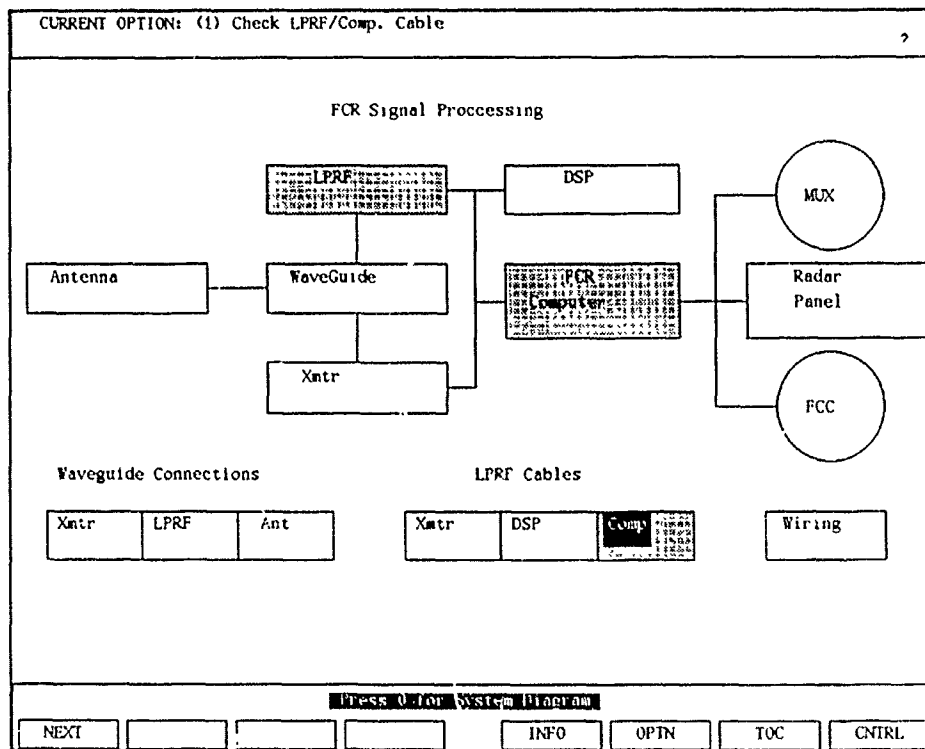 CURRENT OPTION: (1) Check LPRF/Comp. Cable
?
FCR Signal Proccessing
LPRF
DSP
MUX
Antenna
WaveGuide
FCR
Computer
Radar
Panel
Xmtr
FCC
Waveguide Connections
LPRF Cables
Xmtr LPRF Ant
Xmtr DSP Comp
Wiring
Press 0 for System Diagram
NEXT INFO OPTN TOC CNTRL